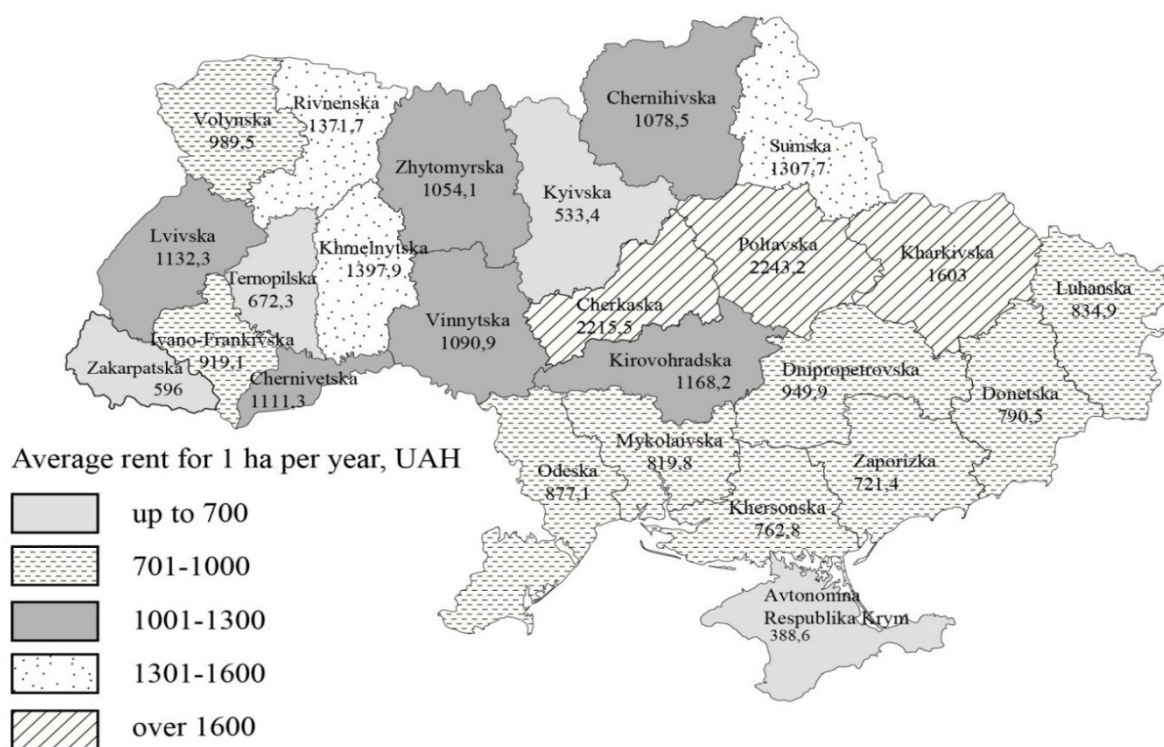 Volynska
989,5
Rivnenska
1371,7
Zhytomyrska
1054,1
Kyivska
533,4
Chernihivska
1078,5
Sumska
1307,7
Lvivska
1132,3
Ternopilska
672,3
Khmelnytska
1397,9
Vinnytska
1090,9
Cherkaska
2215,5
Poltavska
2243,2
Kharkivska
1603
Luhanska
834,9
Zakarpatska
596
Ivano-Frankivska
919,1
Chernivetska
1111,3
Kirovohradska
1168,2
Dnipropetrovska
949,9
Donetska
790,5
Odeska
877,1
Mykolaivska
819,8
Khersonska
762,8
Zaporizka
721,4
Avtonomna
Respublika Krym
388,6
Average rent for 1 ha per year, UAH
up to 700
701-1000
1001-1300
1301-1600
over 1600